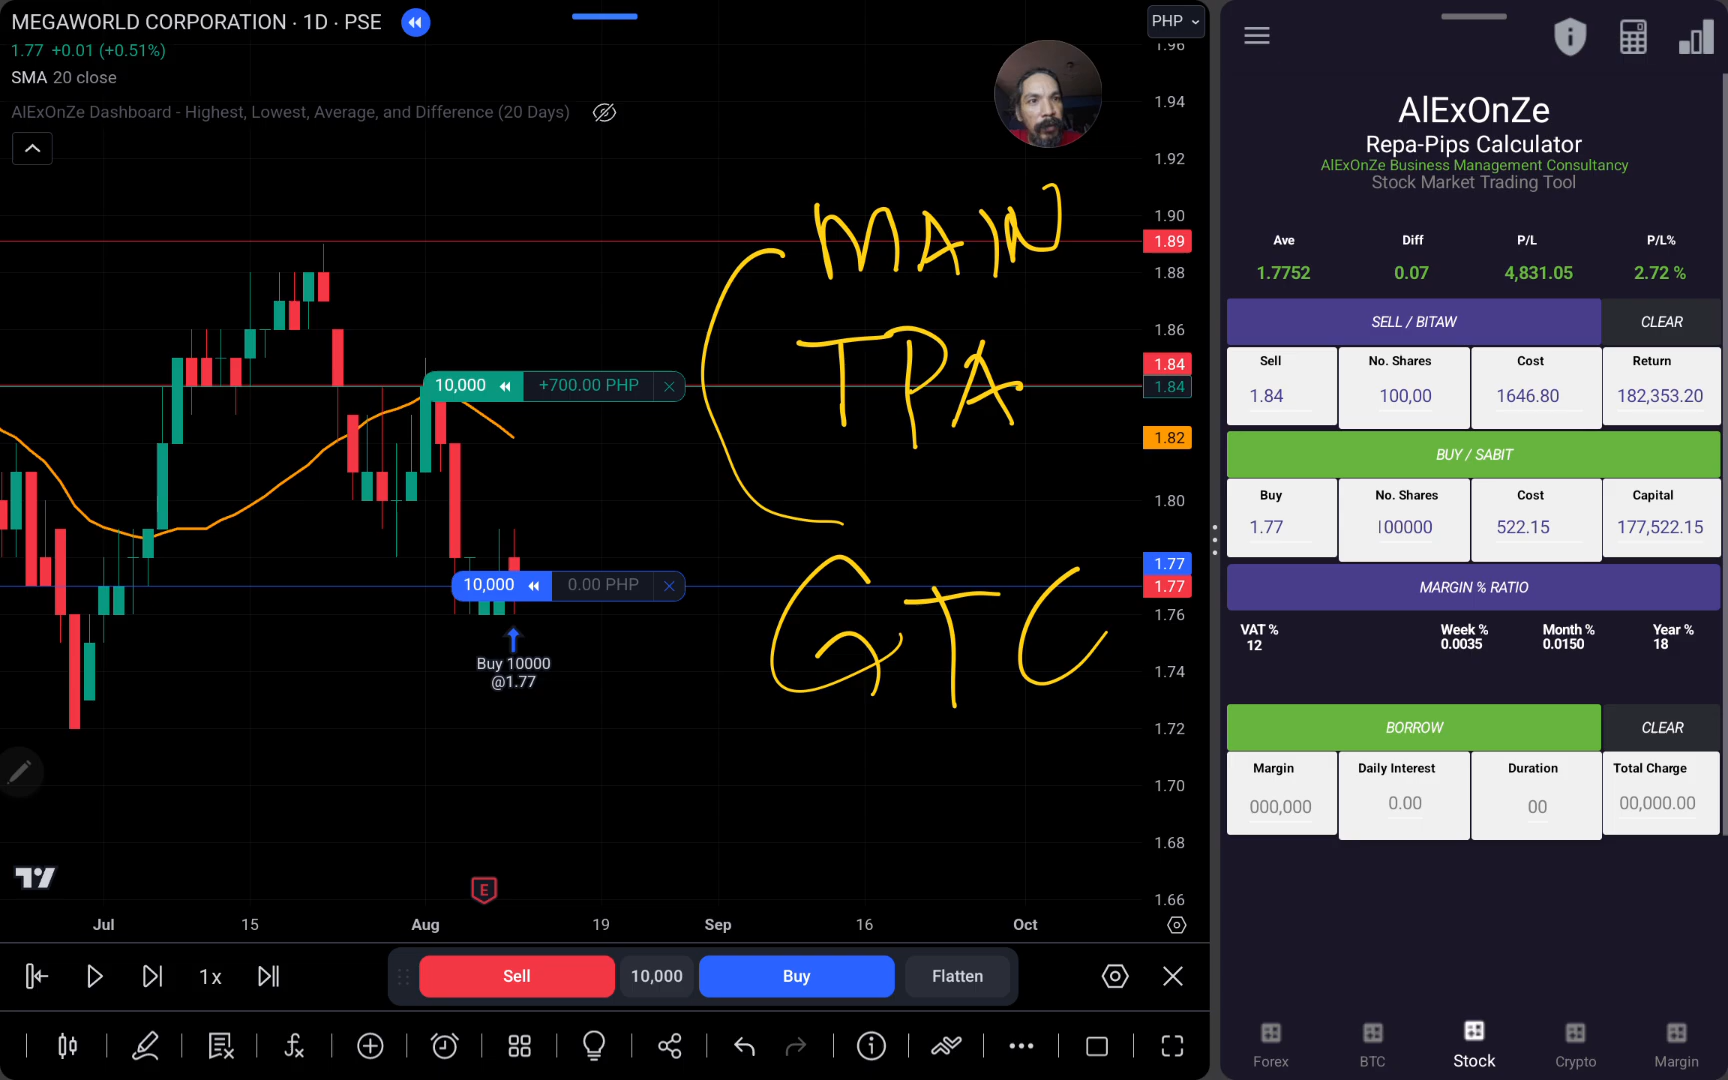 MEGAWORLD CORPORATION · 1D · PSE
1.77 +0.01 (+0.51%)
SMA 20 close
AlExOnZe Dashboard - Highest, Lowest, Average, and Difference (20 Days)
PHP
1.96
1.94
1.92
1.90
1.89
1.88
1.86
1.84
1.84
1.82
1.80
1.77
1.77
1.76
1.74
1.72
1.70
1.68
1.66
MAIN
TPA
GTC
10,000 +700.00 PHP
10,000 0.00 PHP
Buy 10000
@1.77
E
Jul 15 Aug 19 Sep 16 Oct
1x Sell 10,000 Buy Flatten
AlExOnZe
Repa-Pips Calculator
AlExOnZe Business Management Consultancy
Stock Market Trading Tool
Ave Diff P/L P/L%
1.7752 0.07 4,831.05 2.72 %
SELL / BITAW CLEAR
Sell No. Shares Cost Return
1.84 100,00 1646.80 182,353.20
BUY / SABIT
Buy No. Shares Cost Capital
1.77 100000 522.15 177,522.15
MARGIN % RATIO
VAT % Week % Month % Year %
12 0.0035 0.0150 18
BORROW CLEAR
Margin Daily Interest Duration Total Charge
000,000 0.00 00 00,000.00
Forex BTC Stock Crypto Margin